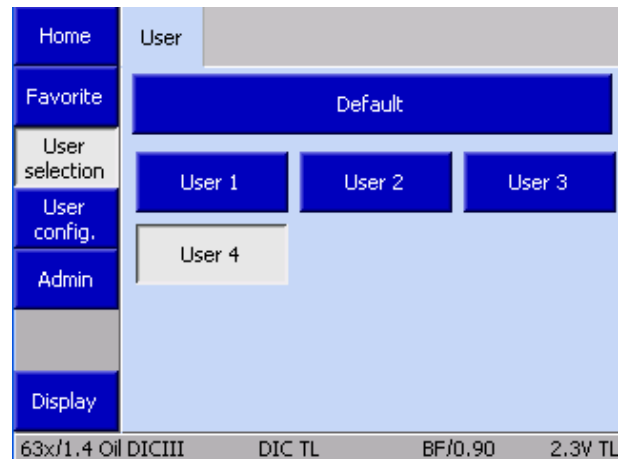 Home
User
Favorite
Default
User
selection
User 1
User 2
User 3
User
config.
User 4
Admin
Display
63x/1.4 Oil DICIII DIC TL BF/0.90 2.3V TL